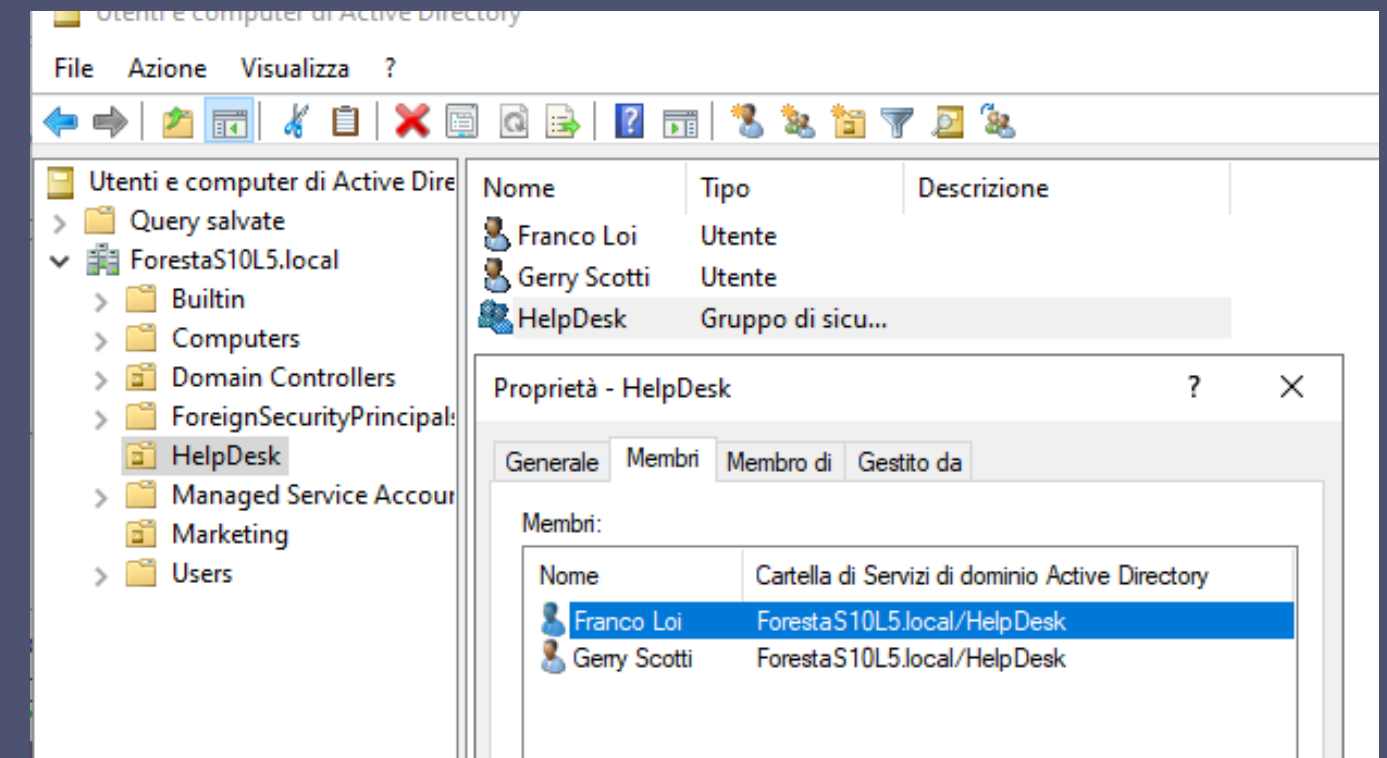 Utenti e computer di Active Directory
File Azione Visualizza ?
Utenti e computer di Active Dire
Query salvate
ForestaS10L5.local
Builtin
Computers
Domain Controllers
ForeignSecurityPrincipals
HelpDesk
Managed Service Accour
Marketing
Users
Nome Tipo Descrizione
Franco Loi Utente
Gerry Scotti Utente
HelpDesk Gruppo di sicu...
Proprietà - HelpDesk ?
Generale Membri Membro di Gestito da
Membri:
Nome Cartella di Servizi di dominio Active Directory
Franco Loi ForestaS10L5.local/HelpDesk
Gerry Scotti ForestaS10L5.local/HelpDesk